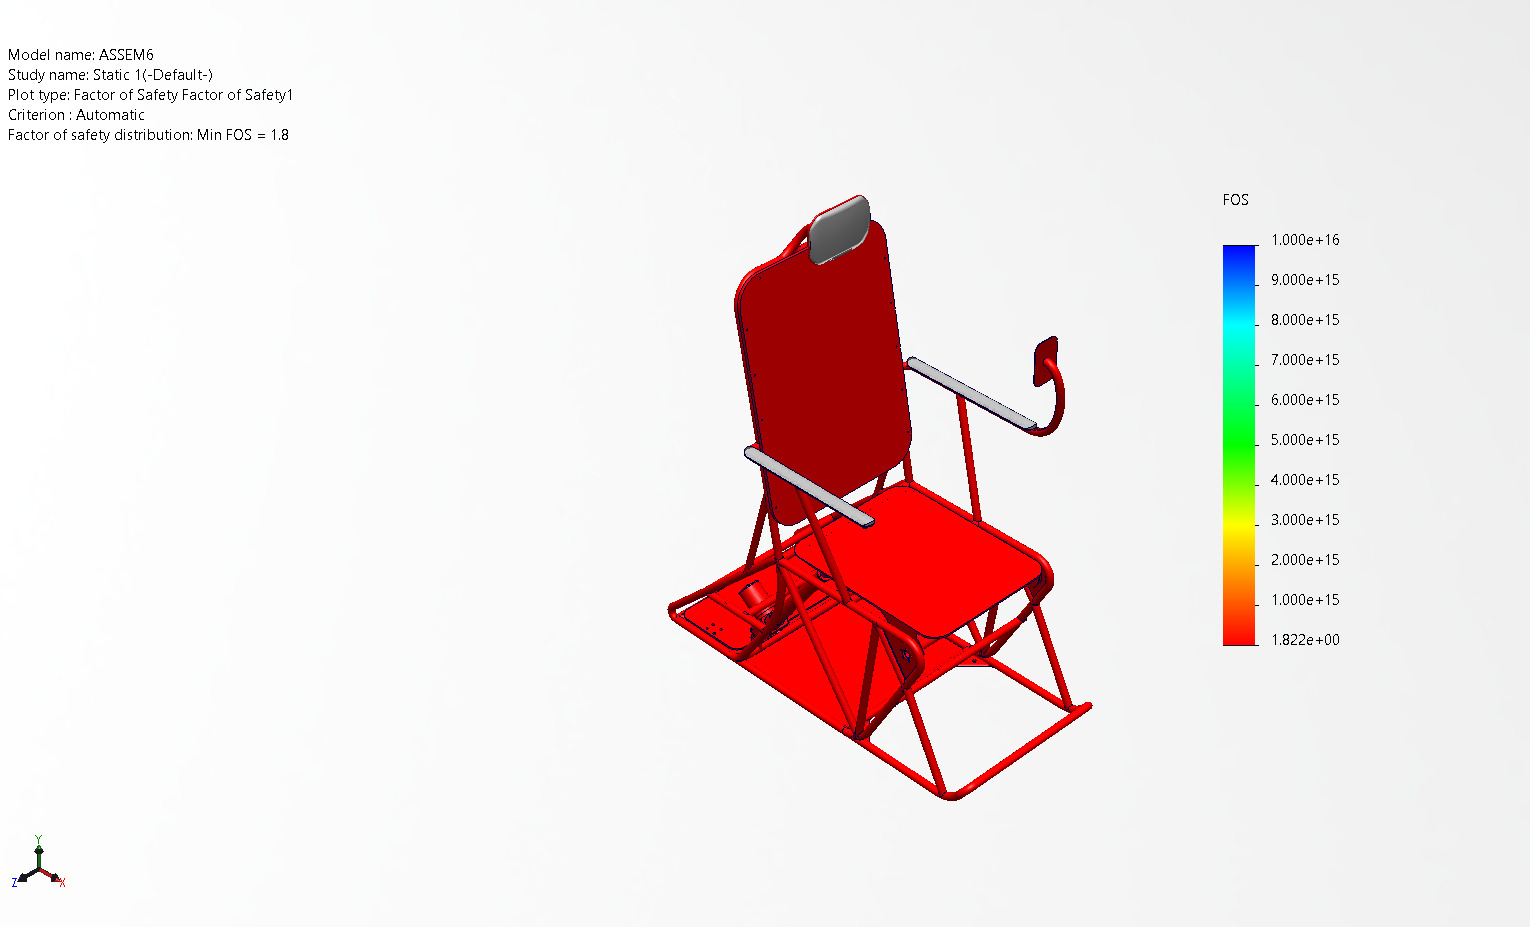 Model name: ASSEM6
Study name: Static 1(-Default-)
Plot type: Factor of Safety Factor of Safety1
Criterion : Automatic
Factor of safety distribution: Min FOS = 1.8
FOS
1.000e+16
9.000e+15
8.000e+15
7.000e+15
6.000e+15
5.000e+15
4.000e+15
3.000e+15
2.000e+15
1.000e+15
1.822e+00
Y
Z
X